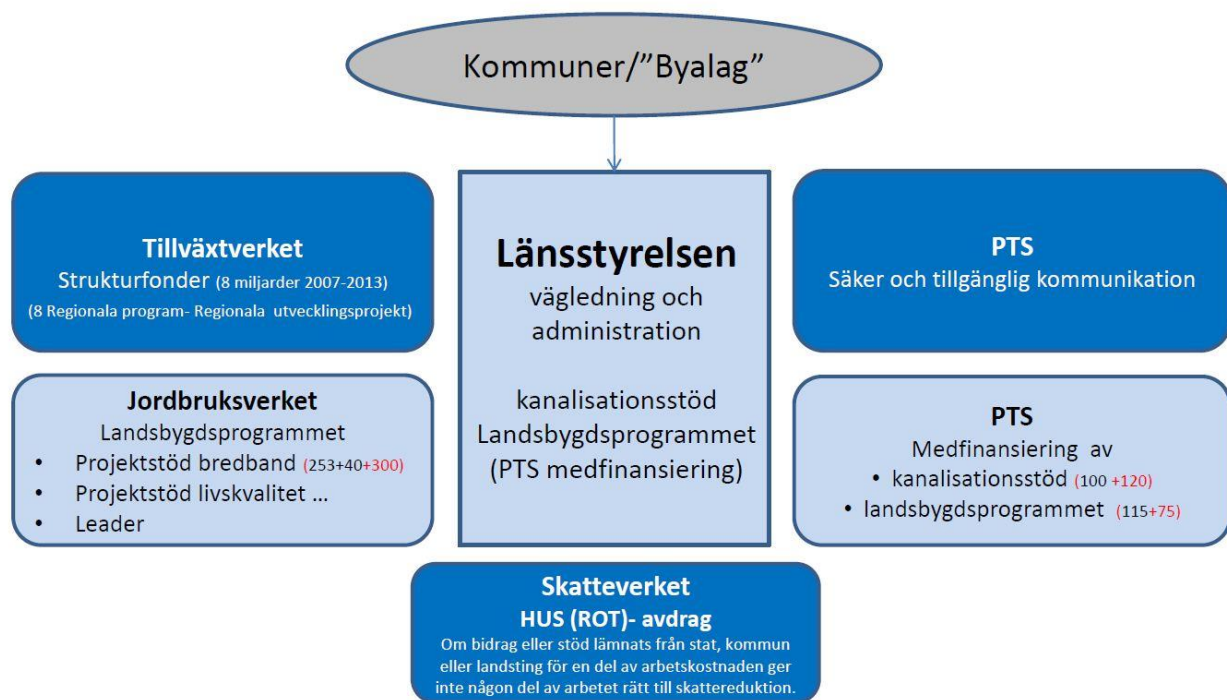 Kommuner/”Byalag”
Tillväxtverket
Strukturfonder (8 miljarder 2007-2013)
(8 Regionala program- Regionala utvecklingsprojekt)
Jordbruksverket
Landsbygdsprogrammet
• Projektstöd bredband (253+40+300)
• Projektstöd livskvalitet ...
• Leader
Länsstyrelsen
vägledning och
administration
kanalisationsstöd
Landsbygdsprogrammet
(PTS medfinansiering)
PTS
Säker och tillgänglig kommunikation
PTS
Medfinansiering av
• kanalisationsstöd (100 +120)
• landsbygdsprogrammet (115+75)
Skatteverket
HUS (ROT)- avdrag
Om bidrag eller stöd lämnats från stat, kommun
eller landsting för en del av arbetskostnaden ger
inte någon del av arbetet rätt till skattereduktion.